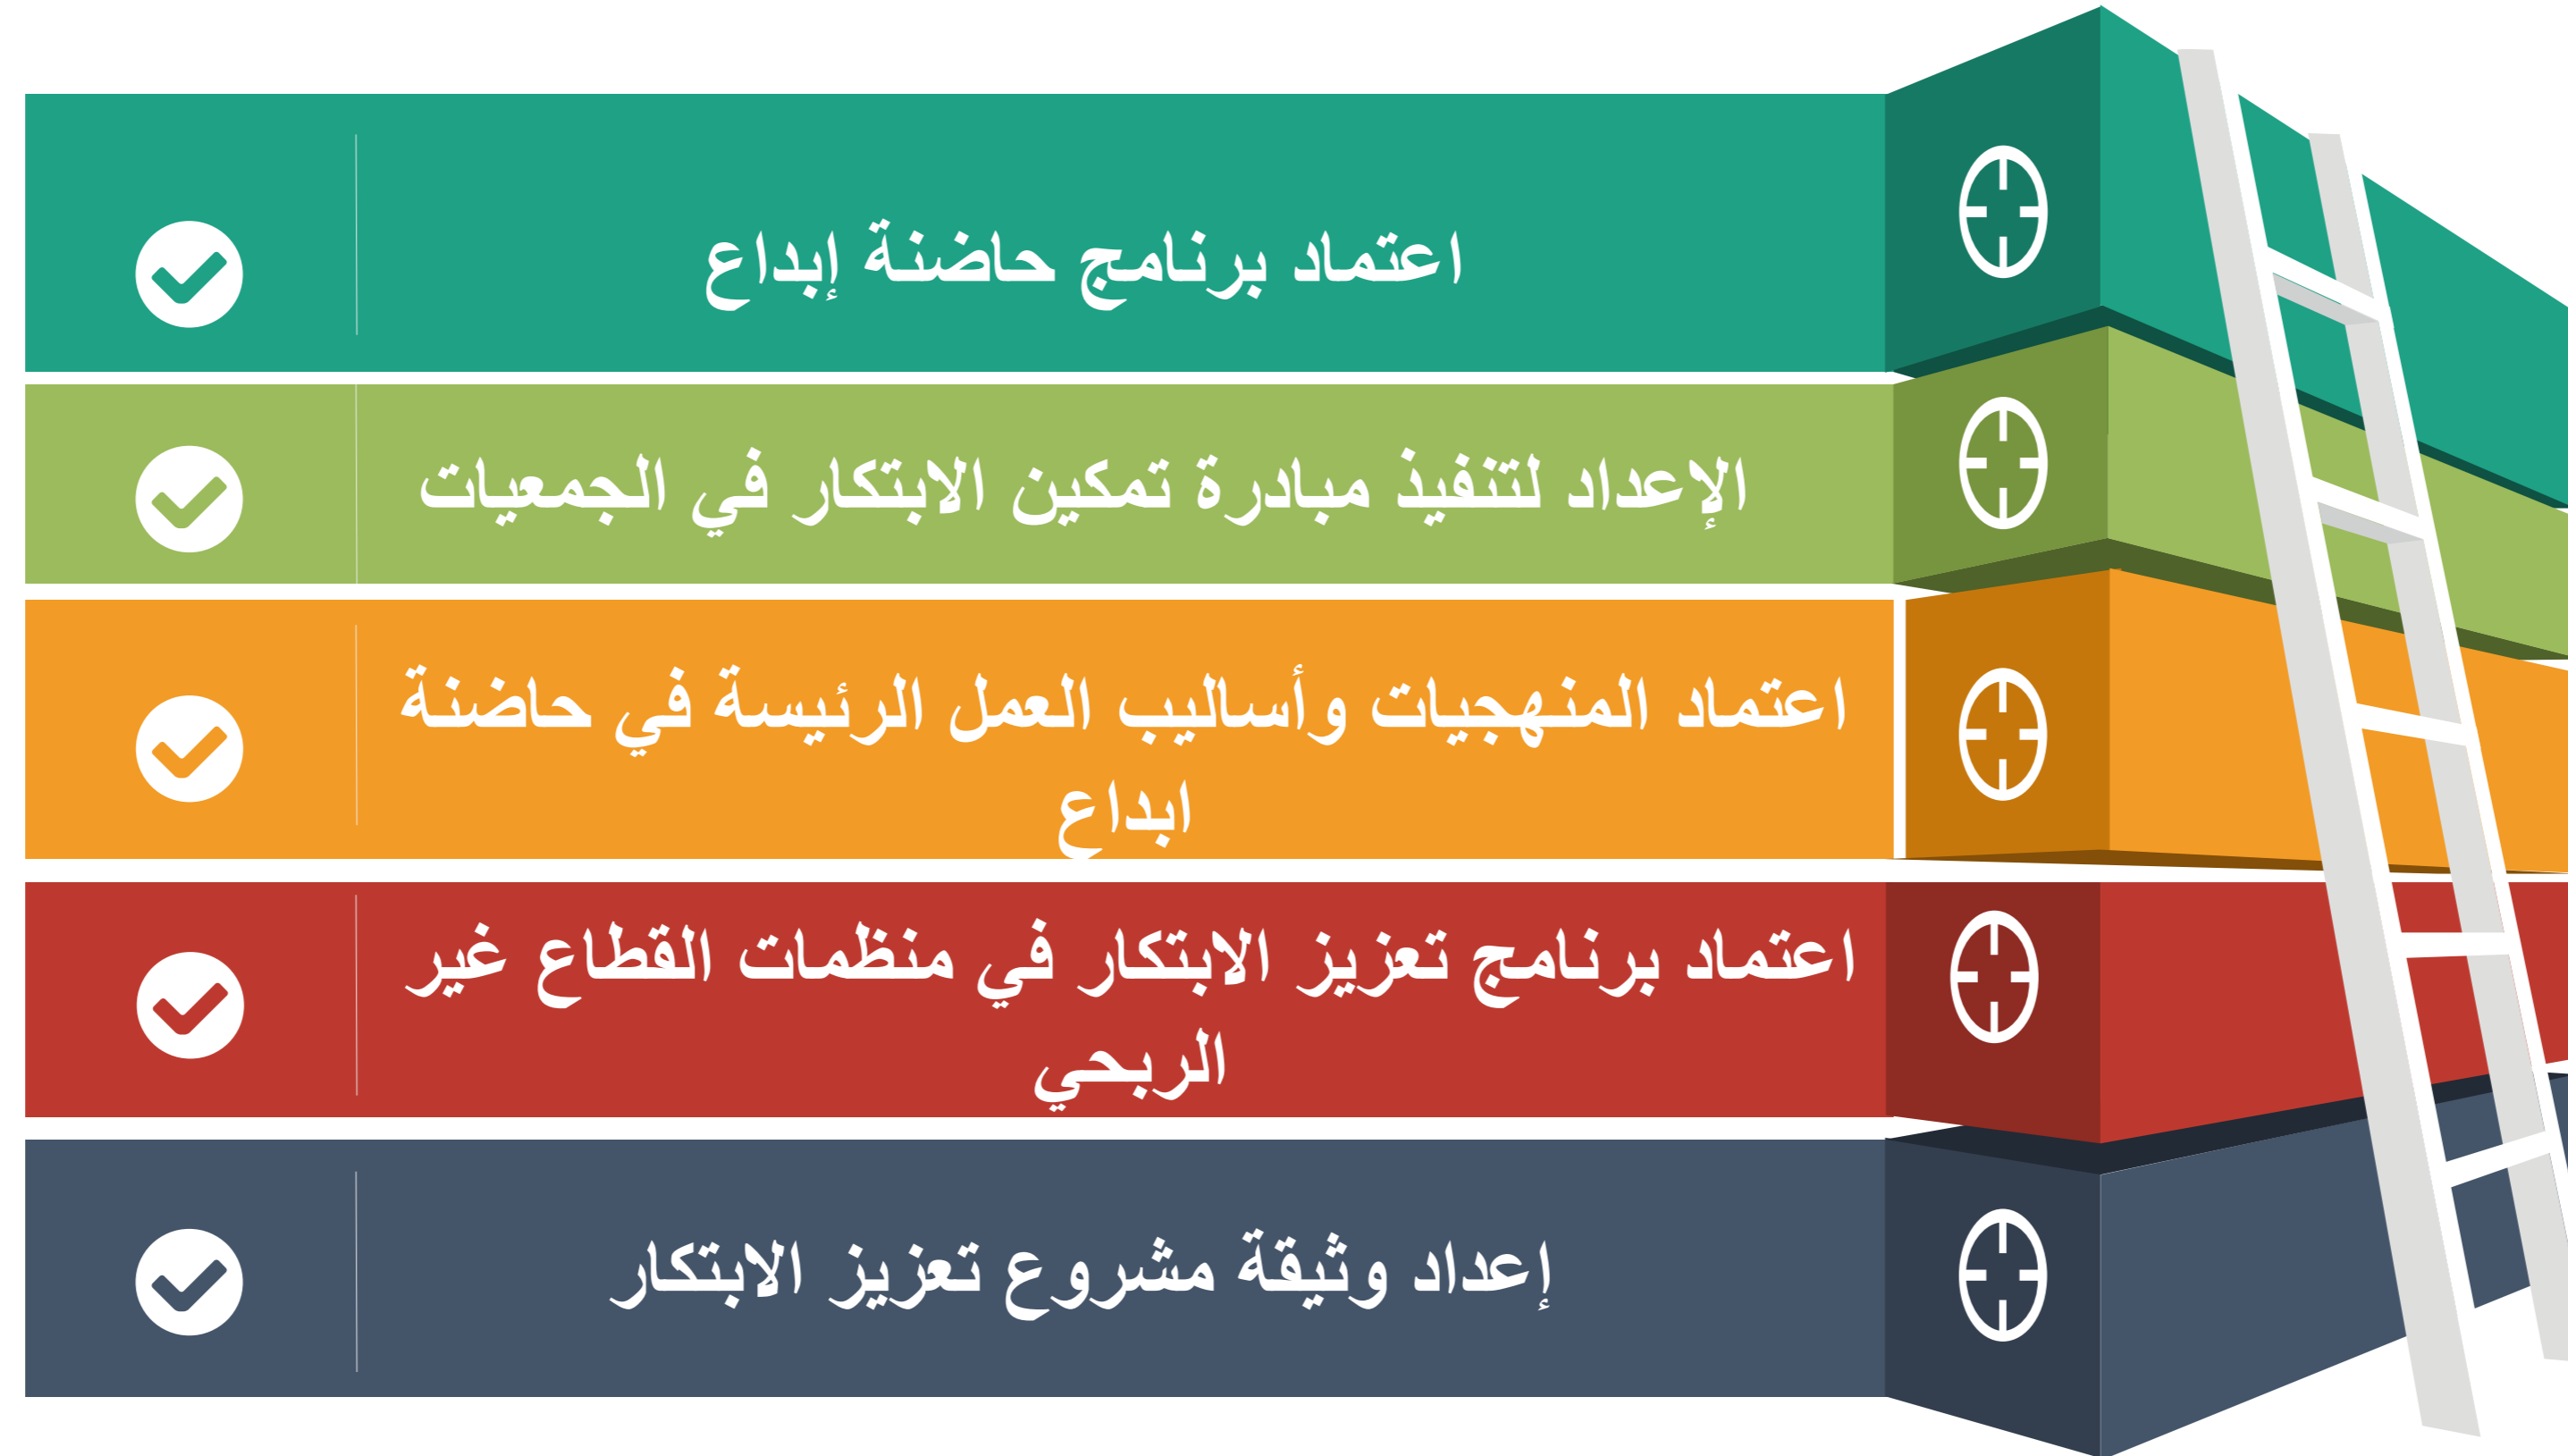 اعتماد برنامج حاضنة إبداع
الإعداد لتنفيذ مبادرة تمكين الابتكار في الجمعيات
اعتماد المنهجيات وأساليب العمل الرئيسة في حاضنة
ابداع
اعتماد برنامج تعزيز الابتكار في منظمات القطاع غير
الربحي
إعداد وثيقة مشروع تعزيز الابتكار